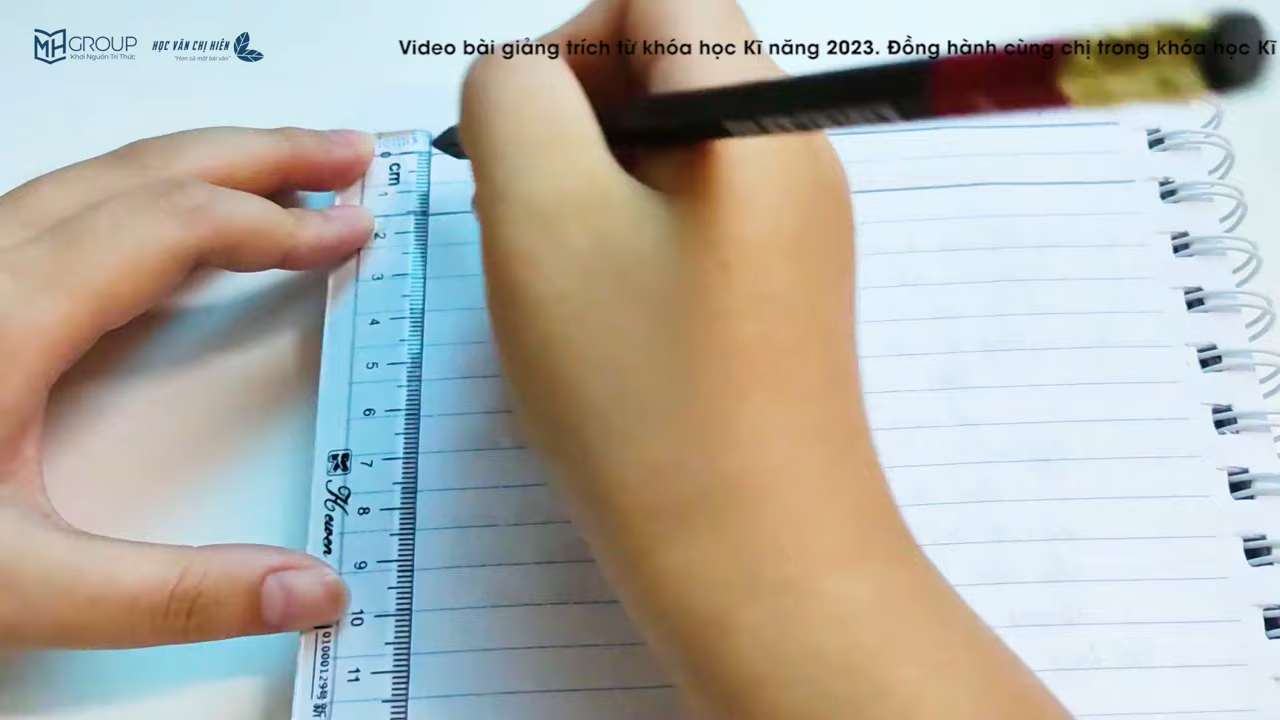 MH GROUP
Khơi Nguồn Tri Thức
HỌC VĂN CHỊ HIÊN
"Hơn cả một bài văn"
Video bài giảng trích từ khóa học Kĩ năng 2023. Đồng hành cùng chị trong khóa học Kĩ
0 cm
1
2
3
4
5
6
7
8
9
10
11
Kewen